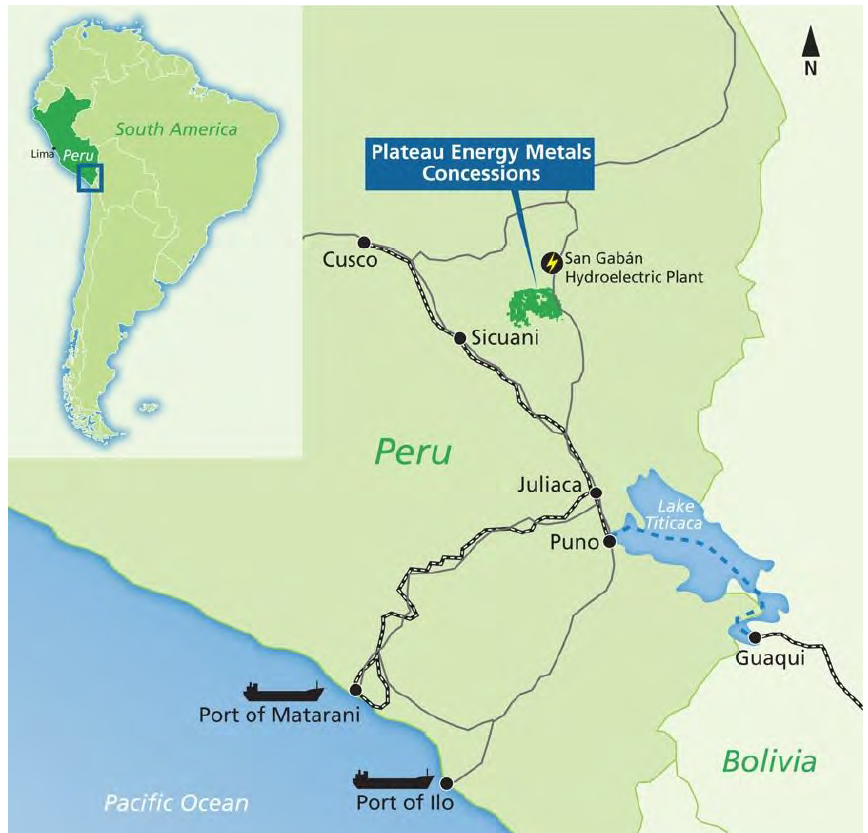 South America
Lima
Peru
N
Plateau Energy Metals
Concessions
San Gabán
Hydroelectric Plant
Cusco
Sicuani
Peru
Juliaca
Lake
Titicaca
Puno
Guaqui
Port of Matarani
Bolivia
Port of Ilo
Pacific Ocean